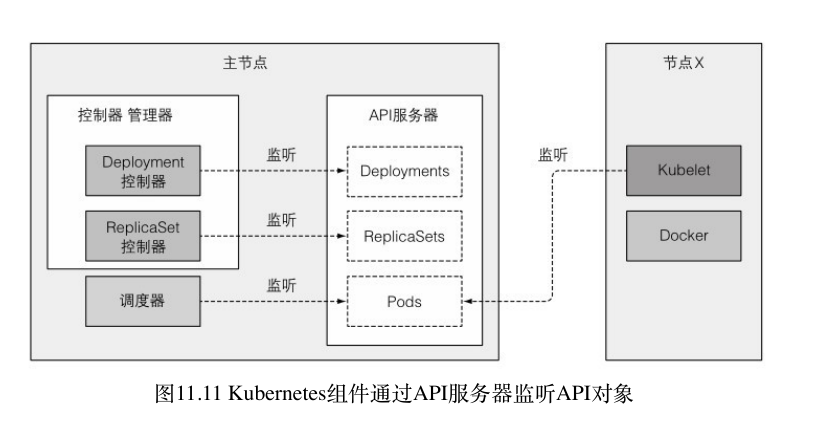 主节点
节点X
控制器 管理器
API服务器
Deployment
控制器
监听
Deployments
监听
Kubelet
ReplicaSet
控制器
监听
ReplicaSets
Docker
调度器
监听
Pods
图11.11 Kubernetes组件通过API服务器监听API对象